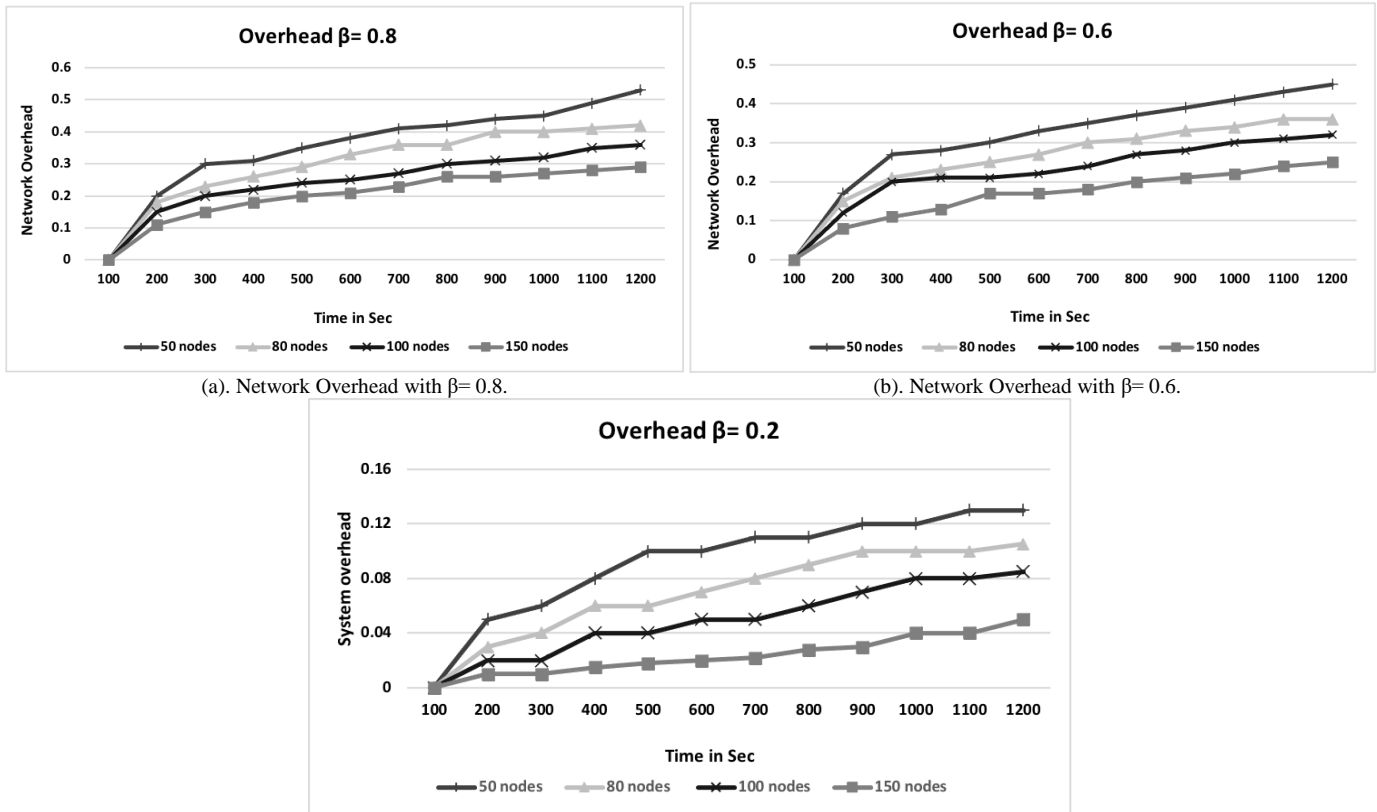 Overhead β= 0.8
Network Overhead
0.6
0.5
0.4
0.3
0.2
0.1
0
100 200 300 400 500 600 700 800 900 1000 1100 1200
Time in Sec
50 nodes 80 nodes 100 nodes 150 nodes
(a). Network Overhead with β= 0.8.
Overhead β= 0.6
Network Overhead
0.5
0.4
0.3
0.2
0.1
0
100 200 300 400 500 600 700 800 900 1000 1100 1200
Time in Sec
50 nodes 80 nodes 100 nodes 150 nodes
(b). Network Overhead with β= 0.6.
Overhead β= 0.2
System overhead
0.16
0.12
0.08
0.04
0
100 200 300 400 500 600 700 800 900 1000 1100 1200
Time in Sec
50 nodes 80 nodes 100 nodes 150 nodes